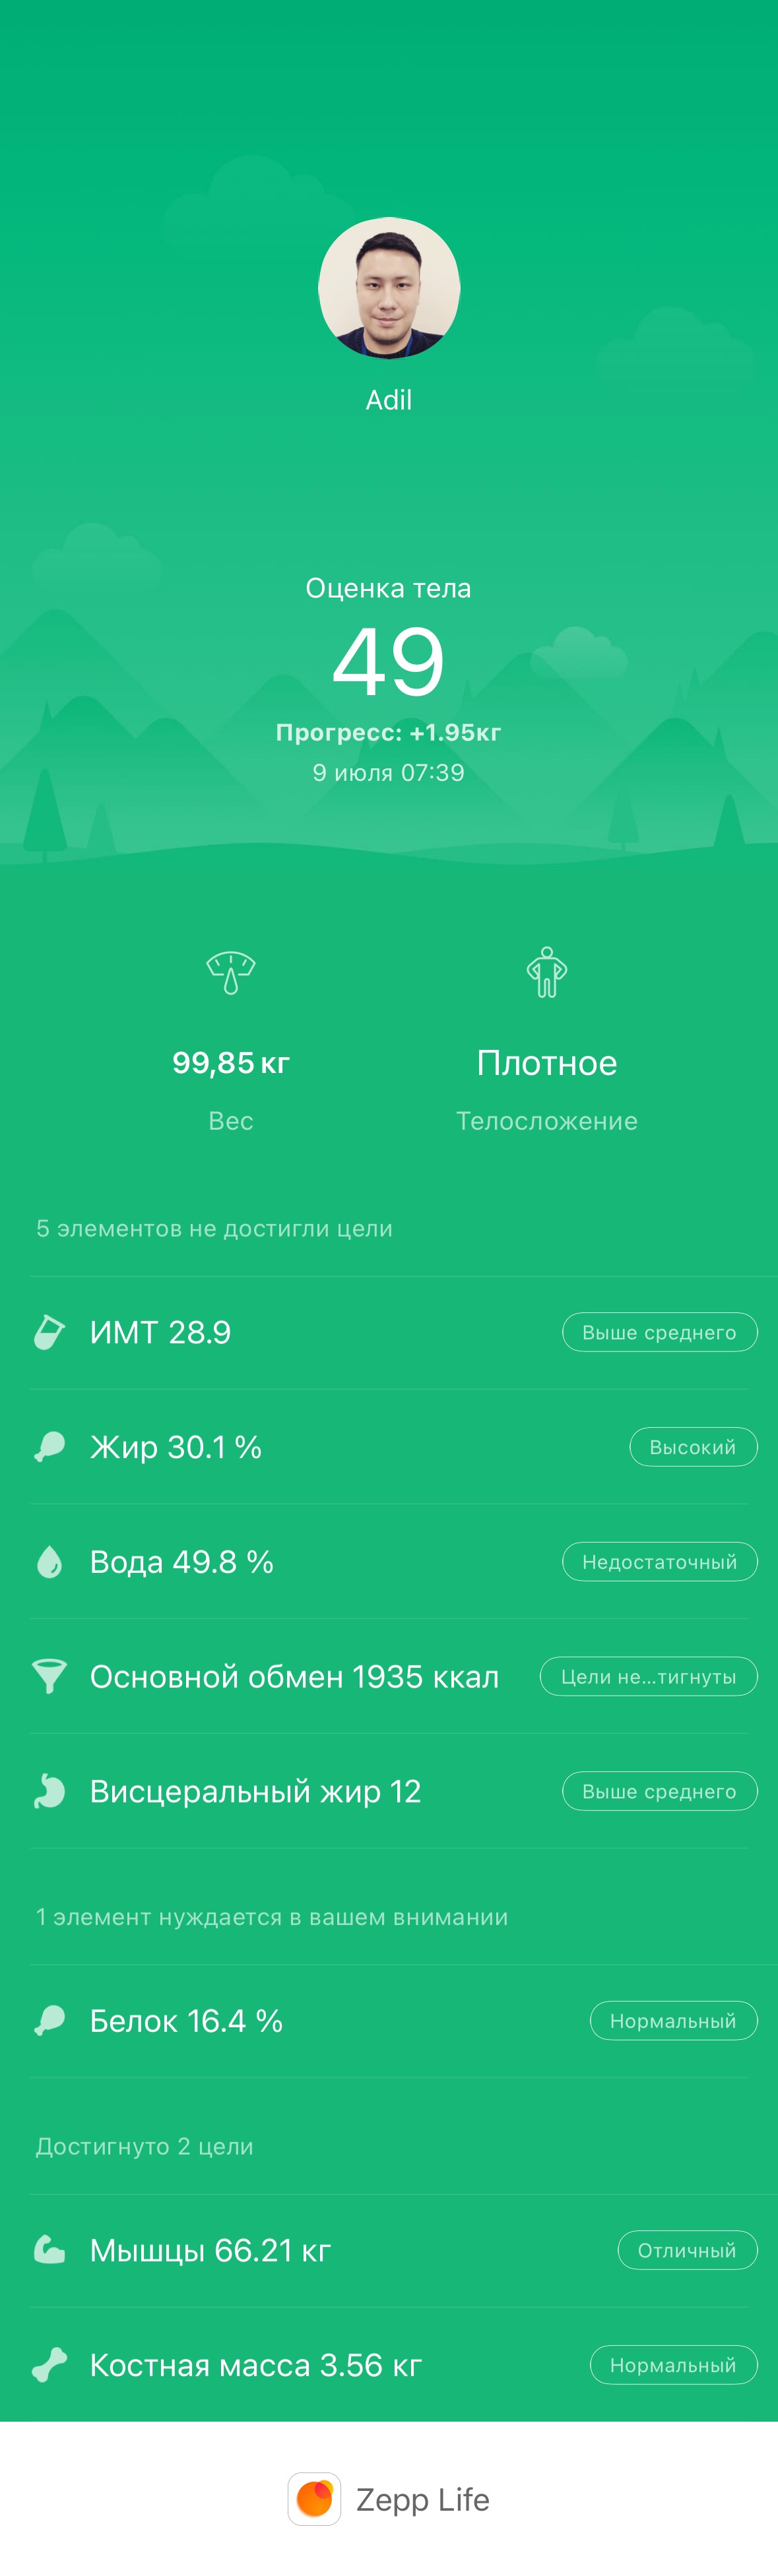 Adil
Оценка тела
49
Прогресс: +1.95кг
9 июля 07:39
99,85 кг
Плотное
Вес
Телосложение
5 элементов не достигли цели
ИМТ 28.9
Выше среднего
Жир 30.1 %
Высокий
Вода 49.8 %
Недостаточный
Основной обмен 1935 ккал
Цели не...тигнуты
Висцеральный жир 12
Выше среднего
1 элемент нуждается в вашем внимании
Белок 16.4 %
Нормальный
Достигнуто 2 цели
Мышцы 66.21 кг
Отличный
Костная масса 3.56 кг
Нормальный
Zepp Life